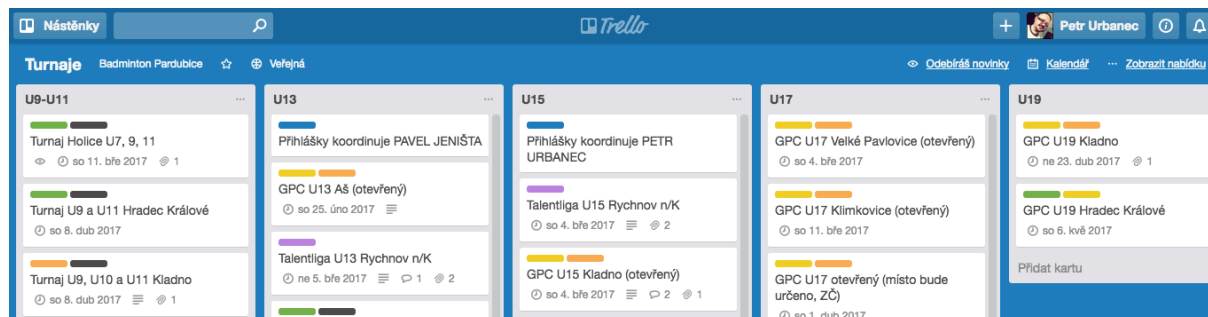 Nástěnky
Trello
Petr Urbanec
Turnaje
Badminton Pardubice
Veřejná
Odebíráš novinky
Kalendář
Zobrazit nabídku
U9-U11
Turnaj Holice U7, 9, 11
so 11. bře 2017 1
Turnaj U9 a U11 Hradec Králové
so 8. dub 2017
Turnaj U9, U10 a U11 Kladno
so 8. dub 2017 1
U13
Přihlášky koordinuje PAVEL JENIŠTA
GPC U13 Aš (otevřený)
so 25. úno 2017
Talentliga U13 Rychnov n/K
ne 5. bře 2017 1 2
U15
Přihlášky koordinuje PETR
URBANEC
Talentliga U15 Rychnov n/K
so 4. bře 2017 2
GPC U15 Kladno (otevřený)
so 4. bře 2017 2 1
U17
GPC U17 Velké Pavlovice (otevřený)
so 4. bře 2017
GPC U17 Klimkovice (otevřený)
so 11. bře 2017
GPC U17 otevřený (místo bude
určeno, ZČ)
so 1. dub 2017
U19
GPC U19 Kladno
ne 23. dub 2017 1
GPC U19 Hradec Králové
so 6. kvě 2017
Přidat kartu